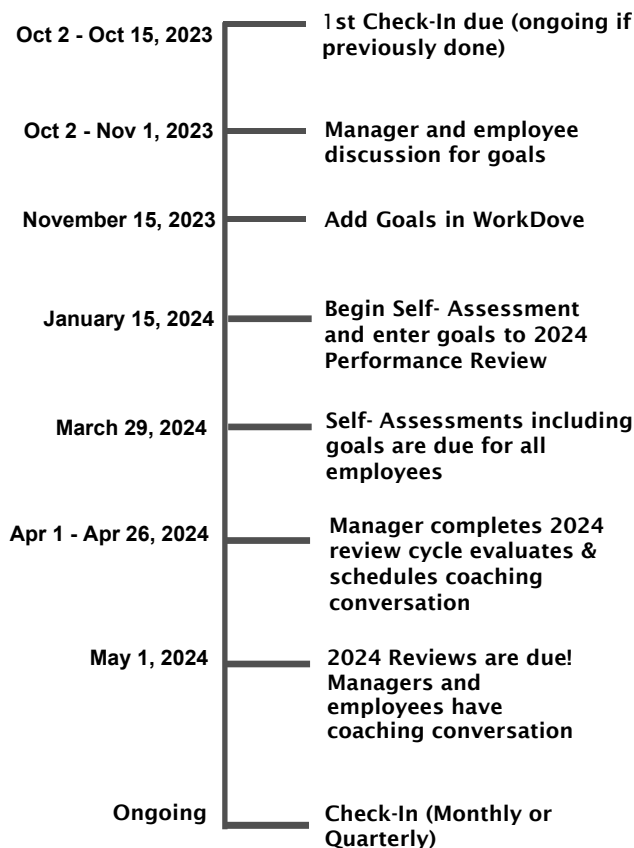 Oct 2 - Oct 15, 2023
1st Check-In due (ongoing if
previously done)
Oct 2 - Nov 1, 2023
Manager and employee
discussion for goals
November 15, 2023
Add Goals in WorkDove
January 15, 2024
Begin Self- Assessment
and enter goals to 2024
Performance Review
March 29, 2024
Self- Assessments including
goals are due for all
employees
Apr 1 - Apr 26, 2024
Manager completes 2024
review cycle evaluates &
schedules coaching
conversation
May 1, 2024
2024 Reviews are due!
Managers and
employees have
coaching conversation
Ongoing
Check-In (Monthly or
Quarterly)